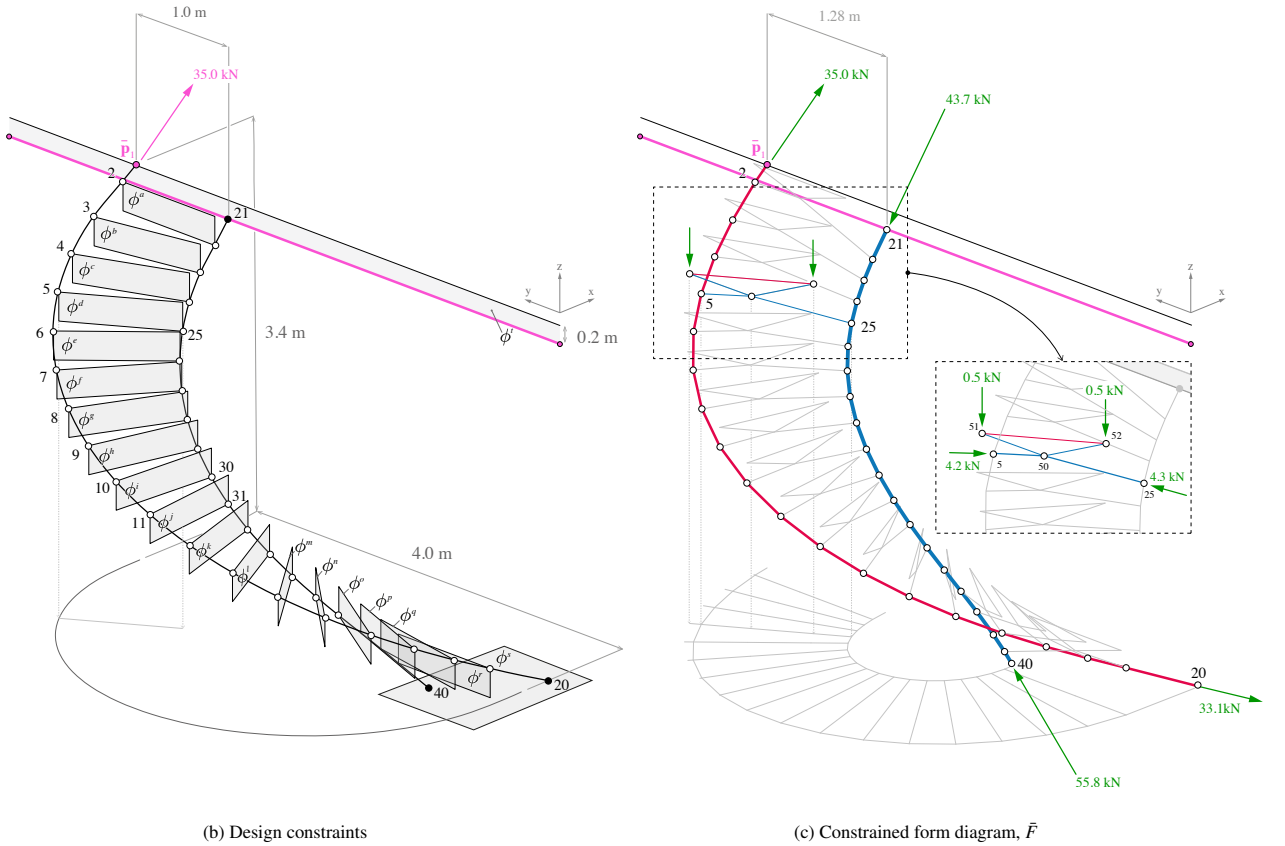 1.0 m
35.0 kN
p̄₁
2
ϕᵃ
21
3
ϕᵇ
4
ϕᶜ
5
ϕᵈ
6
ϕᵉ
25
7
ϕᶠ
8
ϕᵍ
9
ϕʰ
10
ϕⁱ
30
11
ϕʲ
31
ϕᵏ
ϕˡ
ϕᵐ
ϕⁿ
ϕᵒ
ϕᵖ
ϕ^q
ϕʳ
ϕˢ
40
20
3.4 m
4.0 m
z
y
x
ϕᵗ
0.2 m
(b) Design constraints
1.28 m
35.0 kN
43.7 kN
p̄₁
2
21
5
25
z
y
x
0.5 kN
0.5 kN
51
52
4.2 kN
5
50
4.3 kN
25
40
20
33.1kN
55.8 kN
(c) Constrained form diagram, F̄